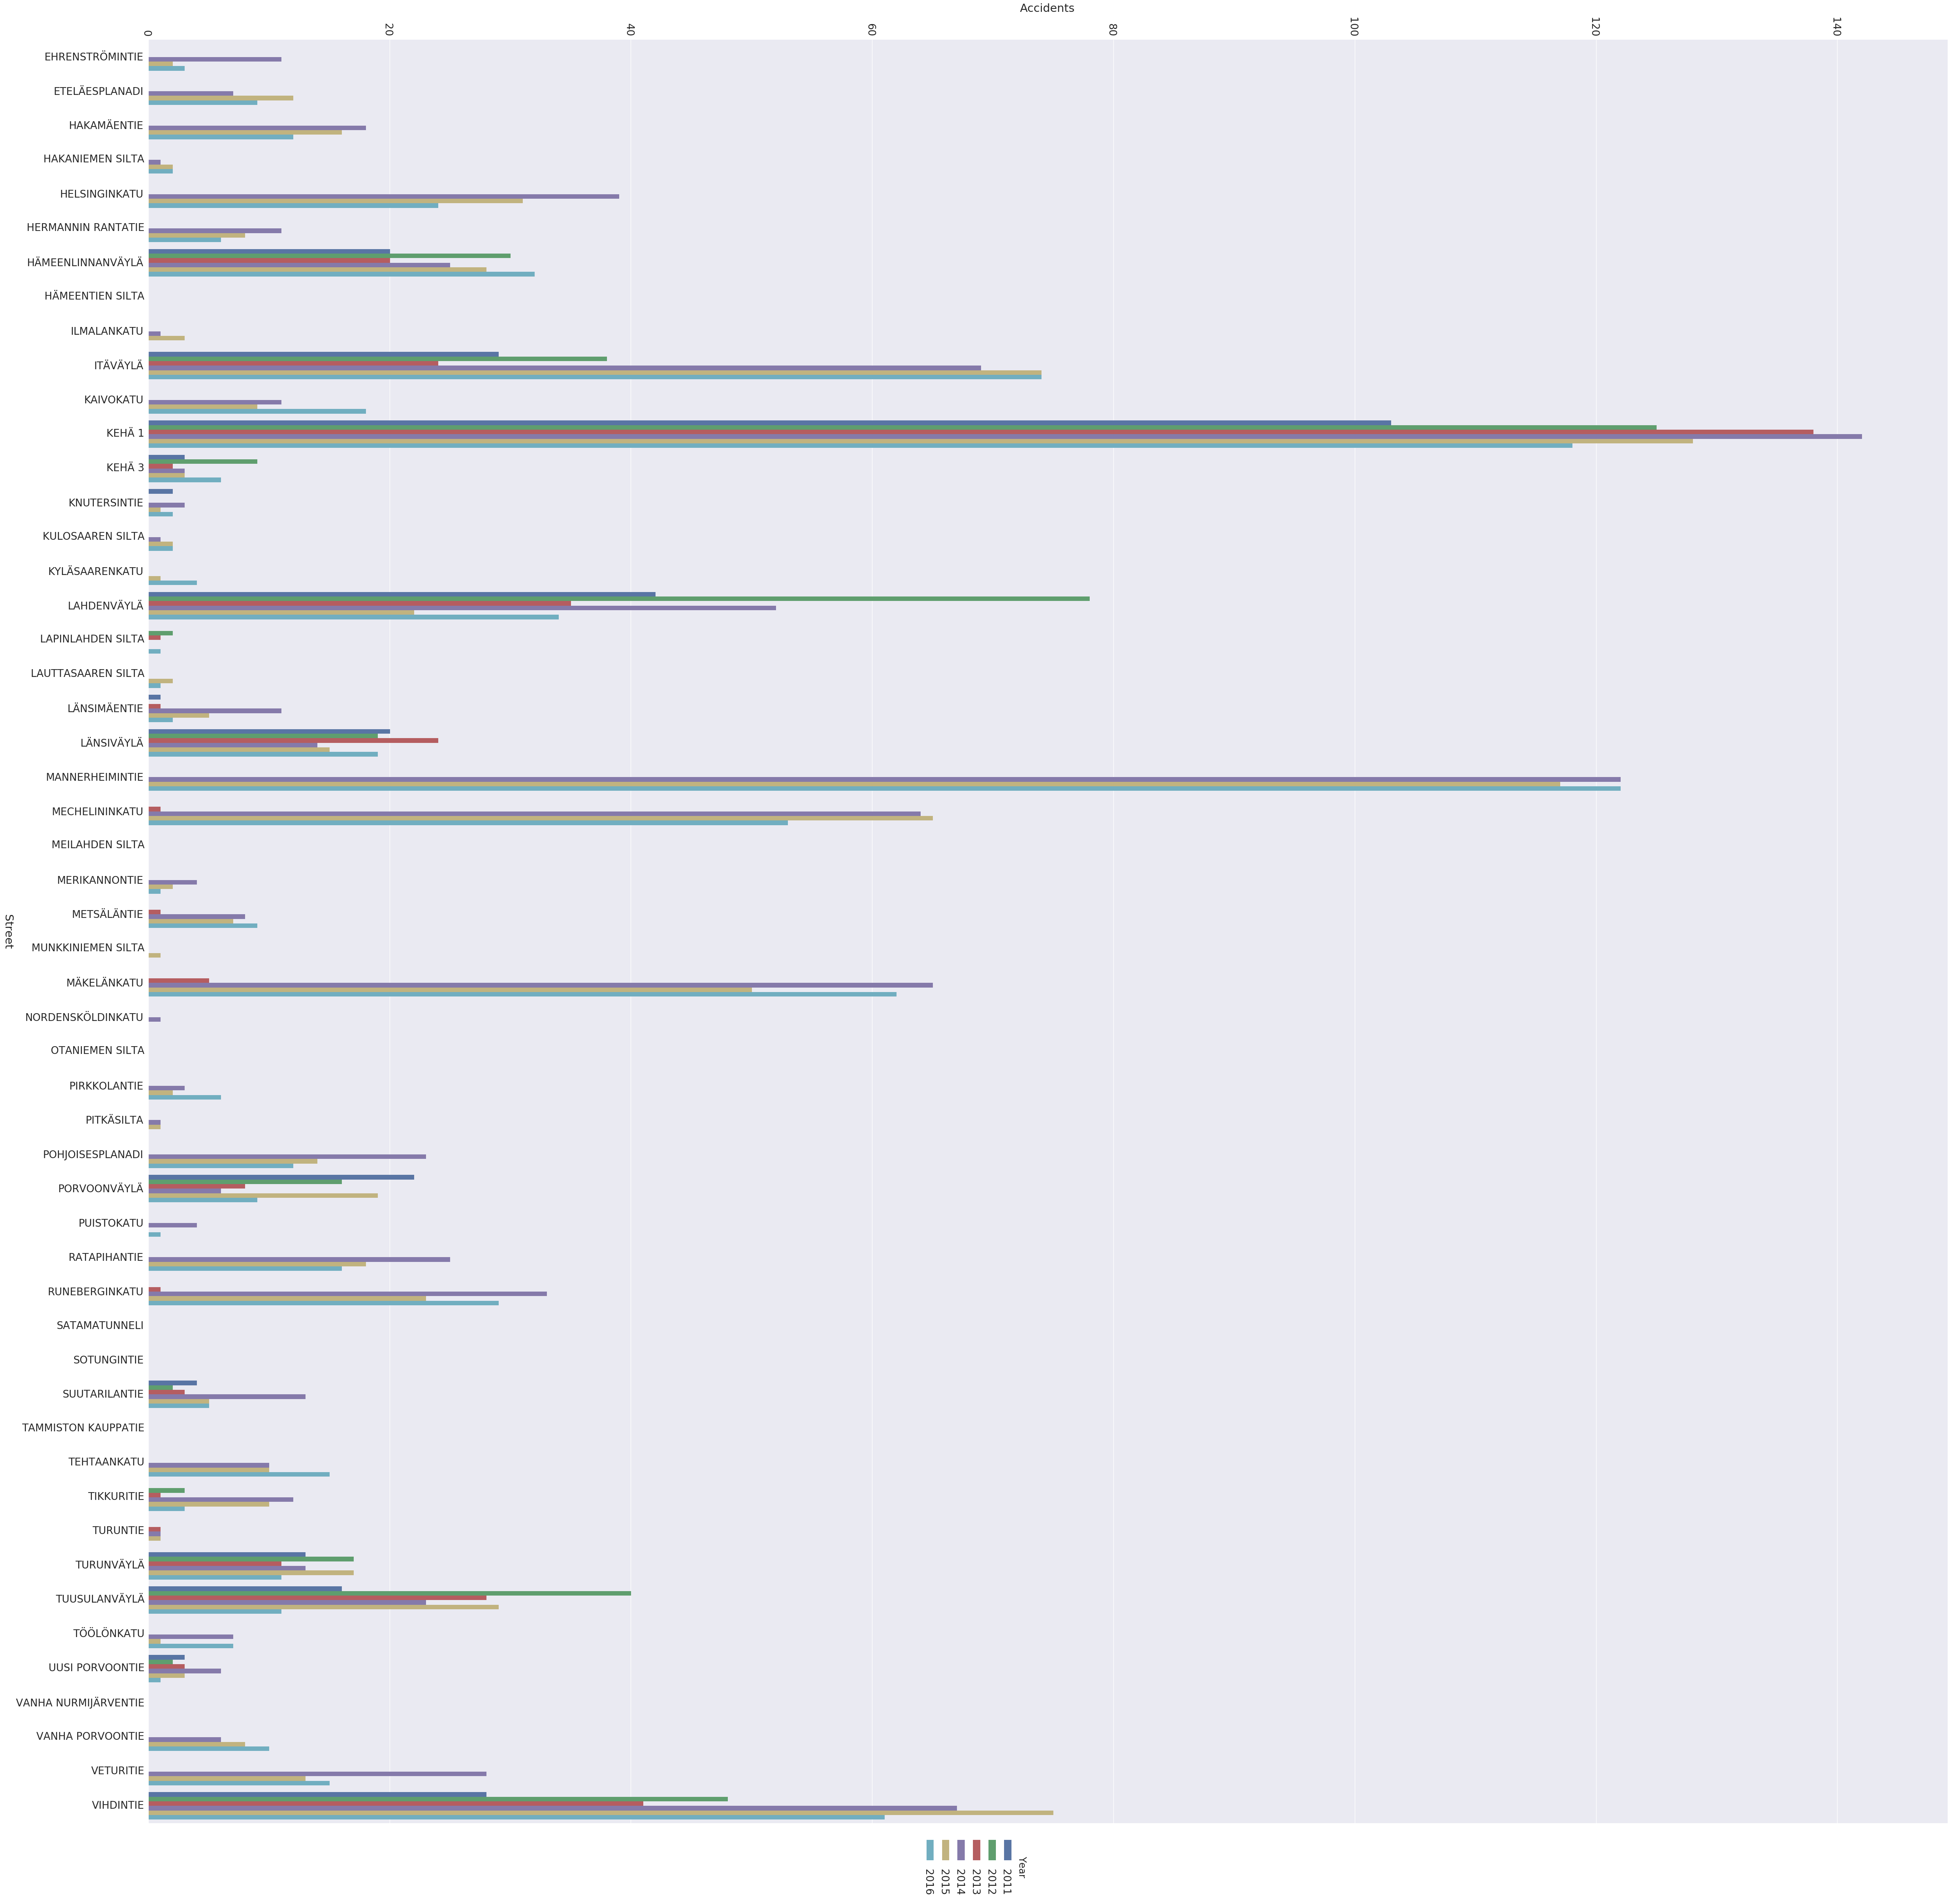 Accidents
0 20 40 60 80 100 120 140
EHRENSTRÖMINTIE
ETELÄESPLANADI
HAKAMÄENTIE
HAKANIEMEN SILTA
HELSINGINKATU
HERMANNIN RANTATIE
HÄMEENLINNANVÄYLÄ
HÄMEENTIEN SILTA
ILMALANKATU
ITÄVÄYLÄ
KAIVOKATU
KEHÄ 1
KEHÄ 3
KNUTERSINTIE
KULOSAAREN SILTA
KYLÄSAARENKATU
LAHDENVÄYLÄ
LAPINLAHDEN SILTA
LAUTTASAAREN SILTA
LÄNSIMÄENTIE
LÄNSIVÄYLÄ
MANNERHEIMINTIE
MECHELININKATU
MEILAHDEN SILTA
MERIKANNONTIE
METSÄLÄNTIE
MUNKKINIEMEN SILTA
MÄKELÄNKATU
NORDENSKÖLDINKATU
OTANIEMEN SILTA
PIRKKOLANTIE
PITKÄSILTA
POHJOISESPLANADI
PORVOONVÄYLÄ
PUISTOKATU
RATAPIHANTIE
RUNEBERGINKATU
SATAMATUNNELI
SOTUNGINTIE
SUUTARILANTIE
TAMMISTON KAUPPATIE
TEHTAANKATU
TIKKURITIE
TURUNTIE
TURUNVÄYLÄ
TUUSULANVÄYLÄ
TÖÖLÖNKATU
UUSI PORVOONTIE
VANHA NURMIJÄRVENTIE
VANHA PORVOONTIE
VETURITIE
VIHDINTIE
Street
Year
2011
2012
2013
2014
2015
2016